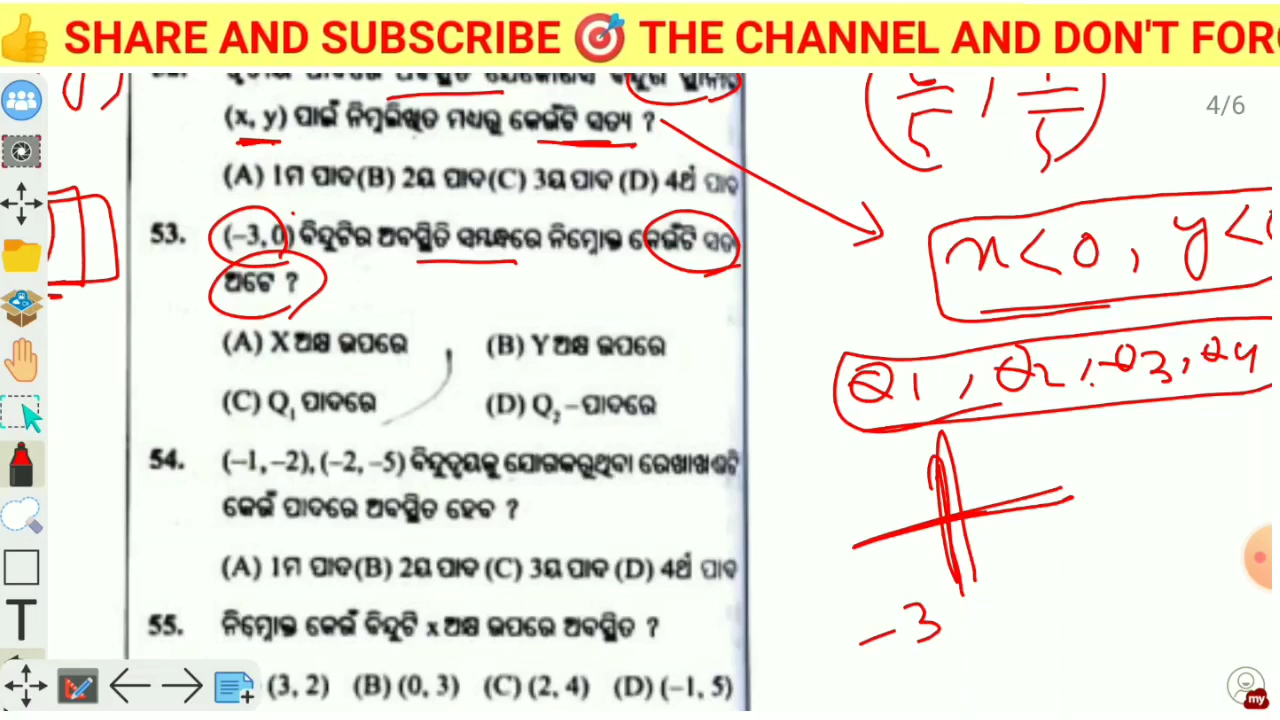 👍 SHARE AND SUBSCRIBE 🎯 THE CHANNEL AND DON'T FORG
4/6
(x, y) ପାଇଁ ନିମ୍ନଲିଖିତ ମଧ୍ୟରୁ କେଉଁଟି ସତ୍ୟ ?
(A) 1ମ ପାଦ (B) 2ୟ ପାଦ (C) 3ୟ ପାଦ (D) 4ର୍ଥ ପାଦ
x < 0 , y <
53. (–3, 0) ବିନ୍ଦୁଟିର ଅବସ୍ଥିତି ସମ୍ବନ୍ଧରେ ନିମ୍ନୋକ୍ତ କେଉଁଟି ସତ
ଅଟେ ?
(A) X ଅକ୍ଷ ଉପରେ (B) Y ଅକ୍ଷ ଉପରେ
Q1 , Q2 , Q3 , Q4
(C) Q₁ ପାଦରେ (D) Q₂ – ପାଦରେ
54. (–1, –2), (–2, –5) ବିନ୍ଦୁଦ୍ୱୟକୁ ଯୋଗକରୁଥିବା ରେଖାଖଣ୍ଡଟି
କେଉଁ ପାଦରେ ଅବସ୍ଥିତ ହେବ ?
(A) 1ମ ପାଦ (B) 2ୟ ପାଦ (C) 3ୟ ପାଦ (D) 4ର୍ଥ ପାଦ
–3
55. ନିମ୍ନୋକ୍ତ କେଉଁ ବିନ୍ଦୁଟି x ଅକ୍ଷ ଉପରେ ଅବସ୍ଥିତ ?
(3, 2) (B) (0, 3) (C) (2, 4) (D) (–1, 5)
T
my